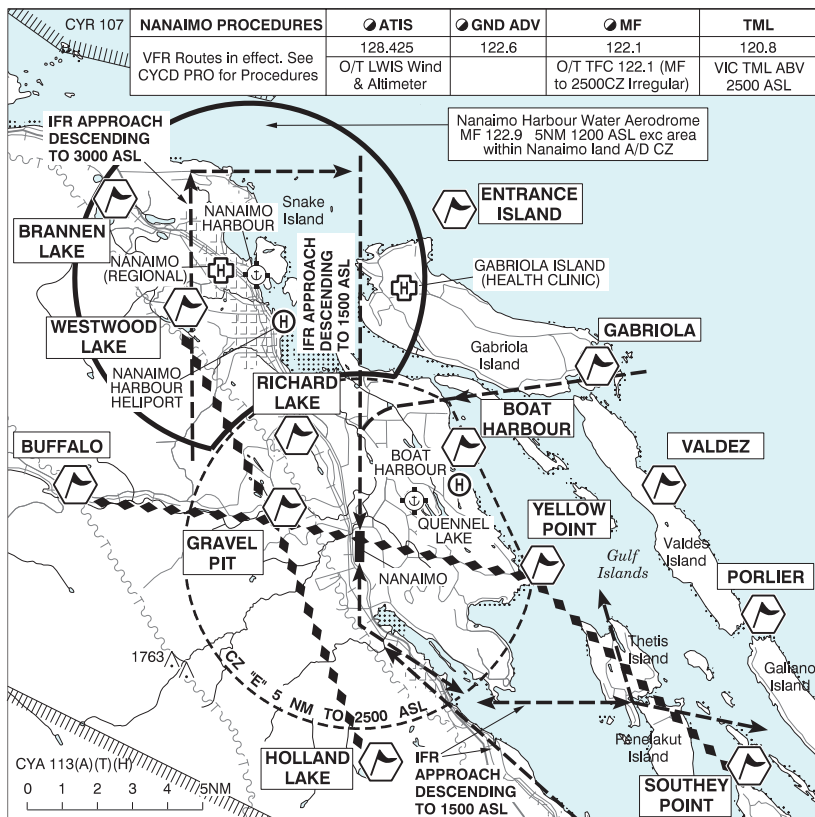 CYR 107
NANAIMO PROCEDURES
ATIS
GND ADV
MF
TML
VFR Routes in effect. See
CYCD PRO for Procedures
128.425
122.6
122.1
120.8
O/T LWIS Wind
& Altimeter
O/T TFC 122.1 (MF
to 2500CZ Irregular)
VIC TML ABV
2500 ASL
IFR APPROACH
DESCENDING
TO 3000 ASL
Nanaimo Harbour Water Aerodrome
MF 122.9 5NM 1200 ASL exc area
within Nanaimo land A/D CZ
BRANNEN
LAKE
NANAIMO
HARBOUR
Snake
Island
ENTRANCE
ISLAND
NANAIMO
(REGIONAL)
H
IFR APPROACH
DESCENDING
TO 1500 ASL
H
GABRIOLA ISLAND
(HEALTH CLINIC)
WESTWOOD
LAKE
H
GABRIOLA
Gabriola
Island
NANAIMO
HARBOUR
HELIPORT
RICHARD
LAKE
BOAT
HARBOUR
BUFFALO
BOAT
HARBOUR
H
VALDEZ
QUENNEL
LAKE
YELLOW
POINT
GRAVEL
PIT
NANAIMO
Gulf
Islands
Valdes
Island
PORLIER
Thetis
Island
1763
Galiano
Island
CZ "E" 5 NM TO 2500 ASL
Penelakut
Island
HOLLAND
LAKE
IFR
APPROACH
DESCENDING
TO 1500 ASL
SOUTHEY
POINT
CYA 113(A)(T)(H)
0 1 3 4 5NM